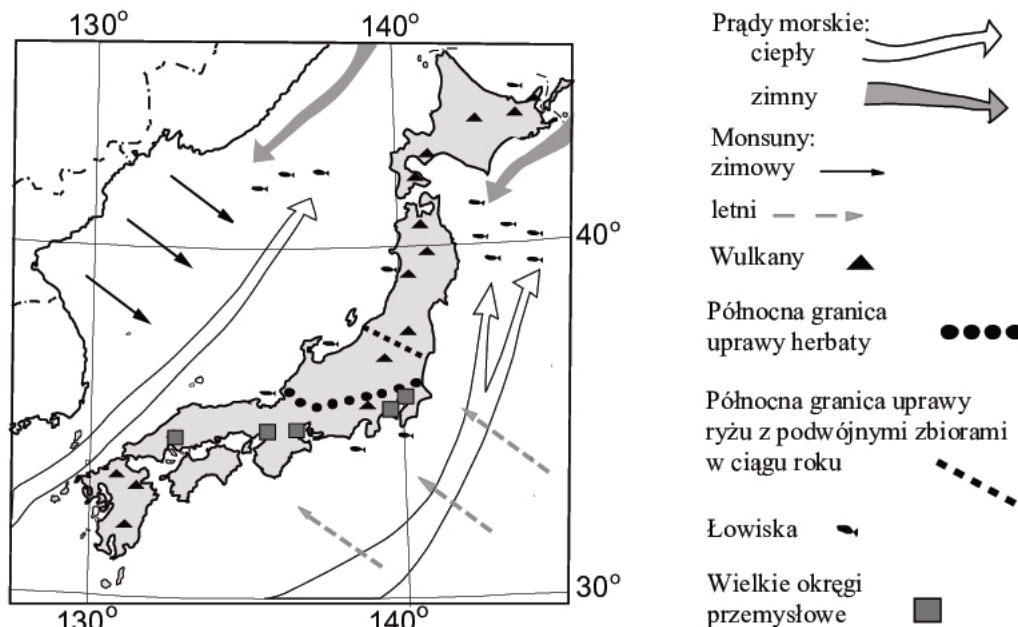 130° 140°
40°
30°
130° 140°
Prądy morskie:
ciepły
zimny
Monsuny:
zimowy
letni
Wulkany
Północna granica
uprawy herbaty
Północna granica uprawy
ryżu z podwójnymi zbiorami
w ciągu roku
Łowiska
Wielkie okręgi
przemysłowe